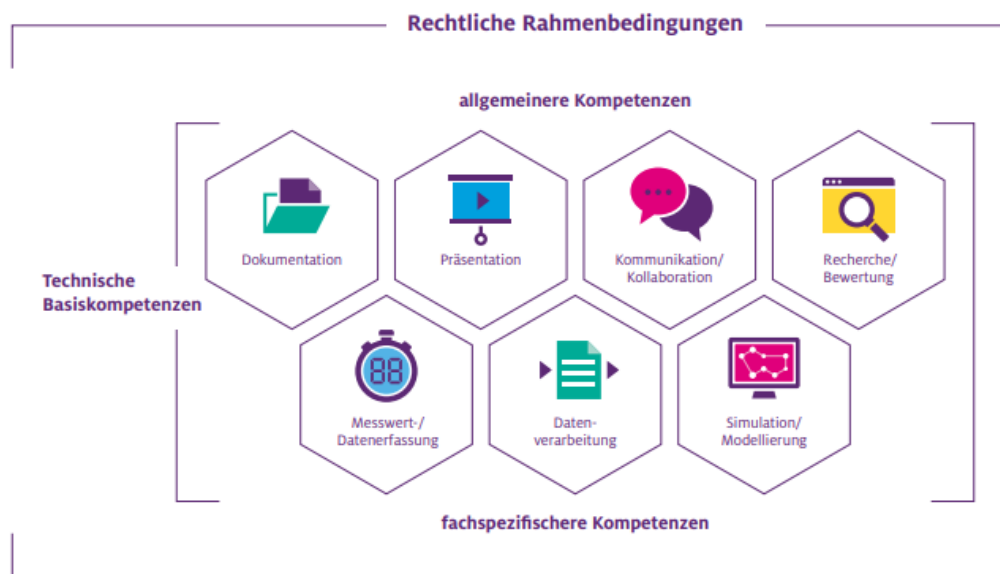 Rechtliche Rahmenbedingungen
allgemeinere Kompetenzen
Dokumentation
Präsentation
Kommunikation/
Kollaboration
Recherche/
Bewertung
Technische
Basiskompetenzen
88
Messwert-/
Datenerfassung
Daten-
verarbeitung
Simulation/
Modellierung
fachspezifischere Kompetenzen